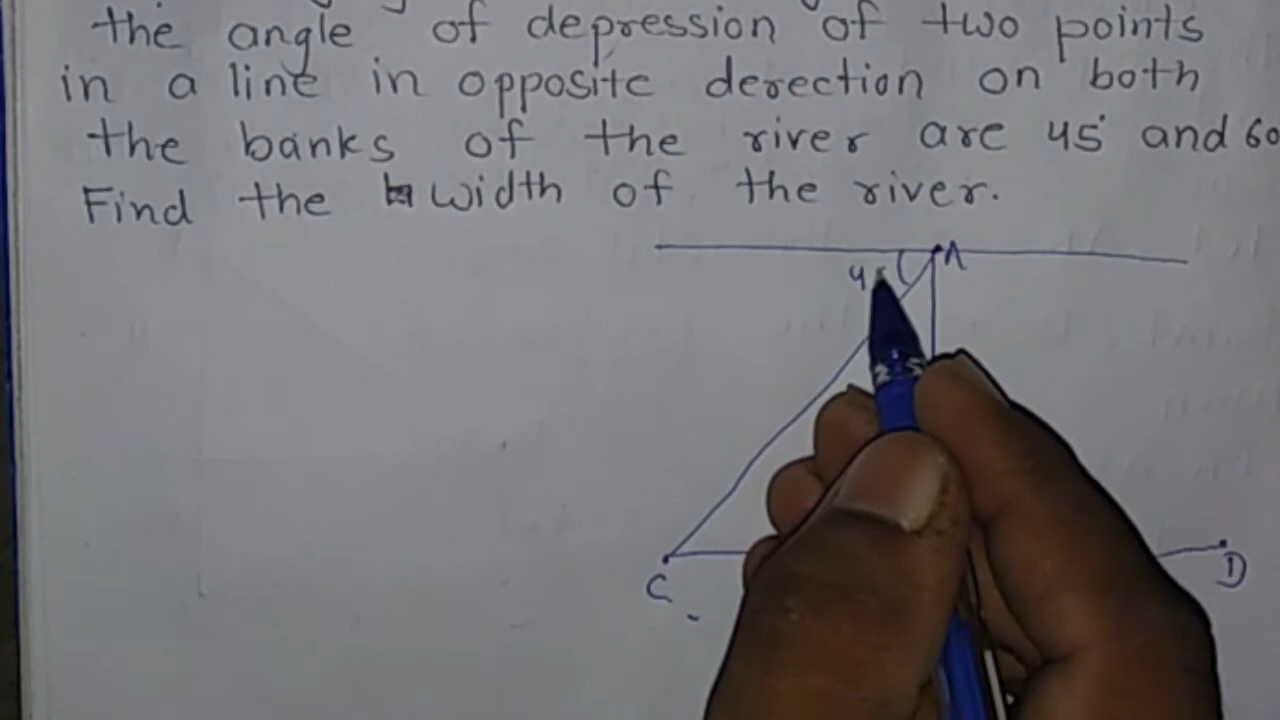 the angle of depression of two points
in a line in opposite derection on both
the banks of the river are 45° and 60
Find the width of the river.
A
C
D